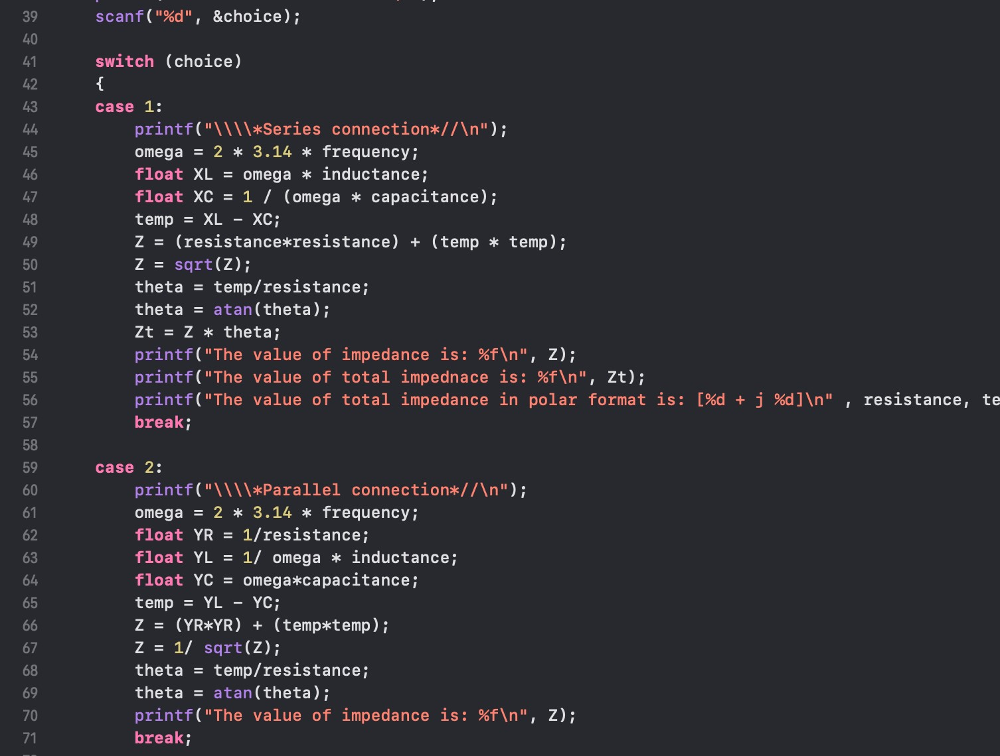 39 scanf("%d", &choice);
40
41 switch (choice)
42 {
43 case 1:
44 printf("\\\\*Series connection*//\n");
45 omega = 2 * 3.14 * frequency;
46 float XL = omega * inductance;
47 float XC = 1 / (omega * capacitance);
48 temp = XL - XC;
49 Z = (resistance*resistance) + (temp * temp);
50 Z = sqrt(Z);
51 theta = temp/resistance;
52 theta = atan(theta);
53 Zt = Z * theta;
54 printf("The value of impedance is: %f\n", Z);
55 printf("The value of total impednace is: %f\n", Zt);
56 printf("The value of total impedance in polar format is: [%d + j %d]\n" , resistance, te
57 break;
58
59 case 2:
60 printf("\\\\*Parallel connection*//\n");
61 omega = 2 * 3.14 * frequency;
62 float YR = 1/resistance;
63 float YL = 1/ omega * inductance;
64 float YC = omega*capacitance;
65 temp = YL - YC;
66 Z = (YR*YR) + (temp*temp);
67 Z = 1/ sqrt(Z);
68 theta = temp/resistance;
69 theta = atan(theta);
70 printf("The value of impedance is: %f\n", Z);
71 break;